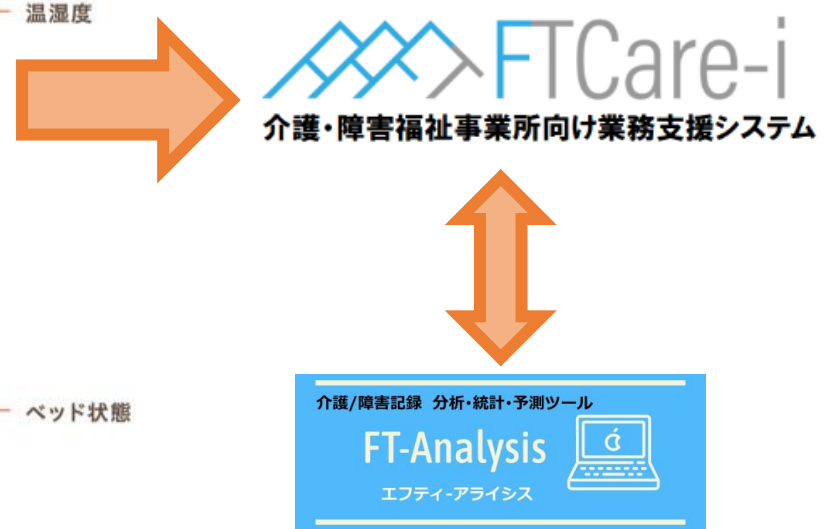 温湿度
FTCare-i
介護・障害福祉事業所向け業務支援システム
ベッド状態
介護/障害記録 分析・統計・予測ツール
FT-Analysis
エフティ-アライシス